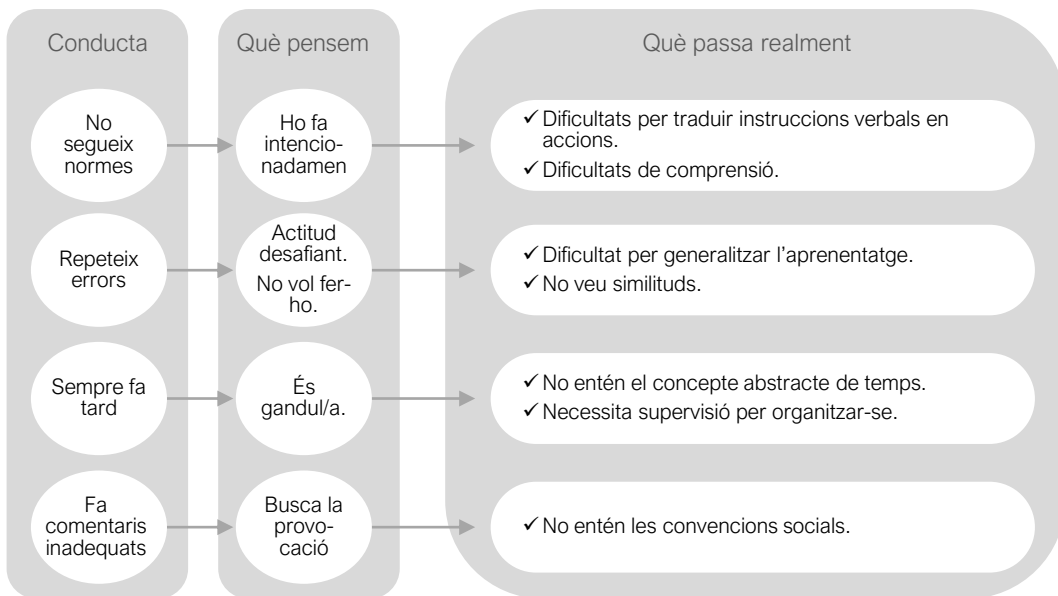 Conducta
Què pensem
Què passa realment
No
segueix
normes
Ho fa
intencio-
nadamen
✓ Dificultats per traduir instruccions verbals en
accions.
✓ Dificultats de comprensió.
Repeteix
errors
Actitud
desafiant.
No vol fer-
ho.
✓ Dificultat per generalitzar l’aprenentatge.
✓ No veu similituds.
Sempre fa
tard
És
gandul/a.
✓ No entén el concepte abstracte de temps.
✓ Necessita supervisió per organitzar-se.
Fa
comentaris
inadequats
Busca la
provo-
cació
✓ No entén les convencions socials.